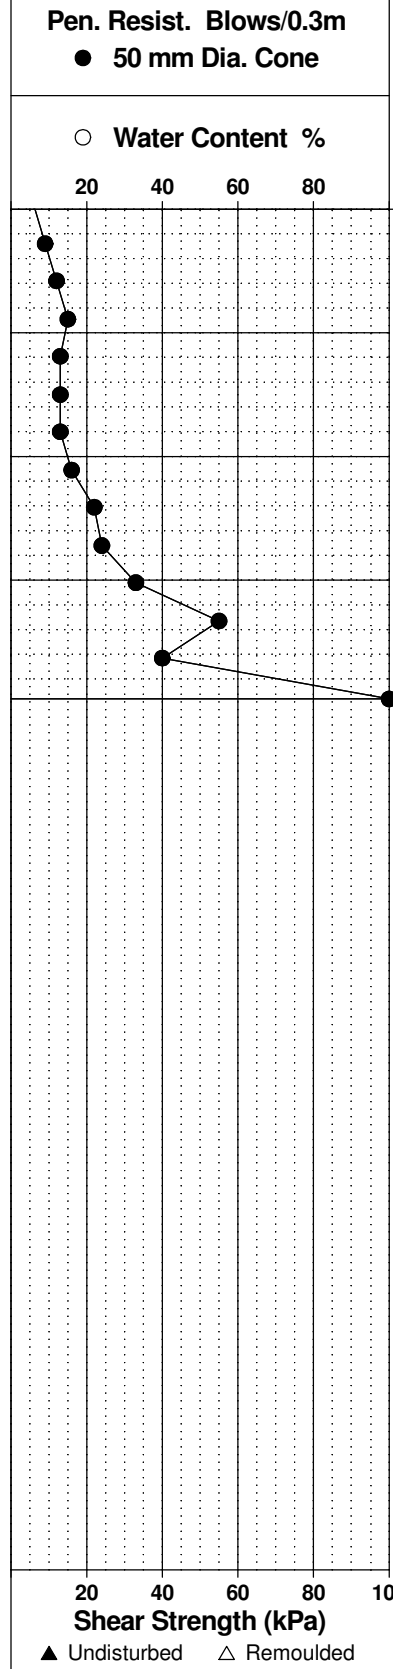 Pen. Resist. Blows/0.3m
● 50 mm Dia. Cone
○ Water Content %
20 40 60 80
20 40 60 80 10
Shear Strength (kPa)
▲ Undisturbed △ Remoulded